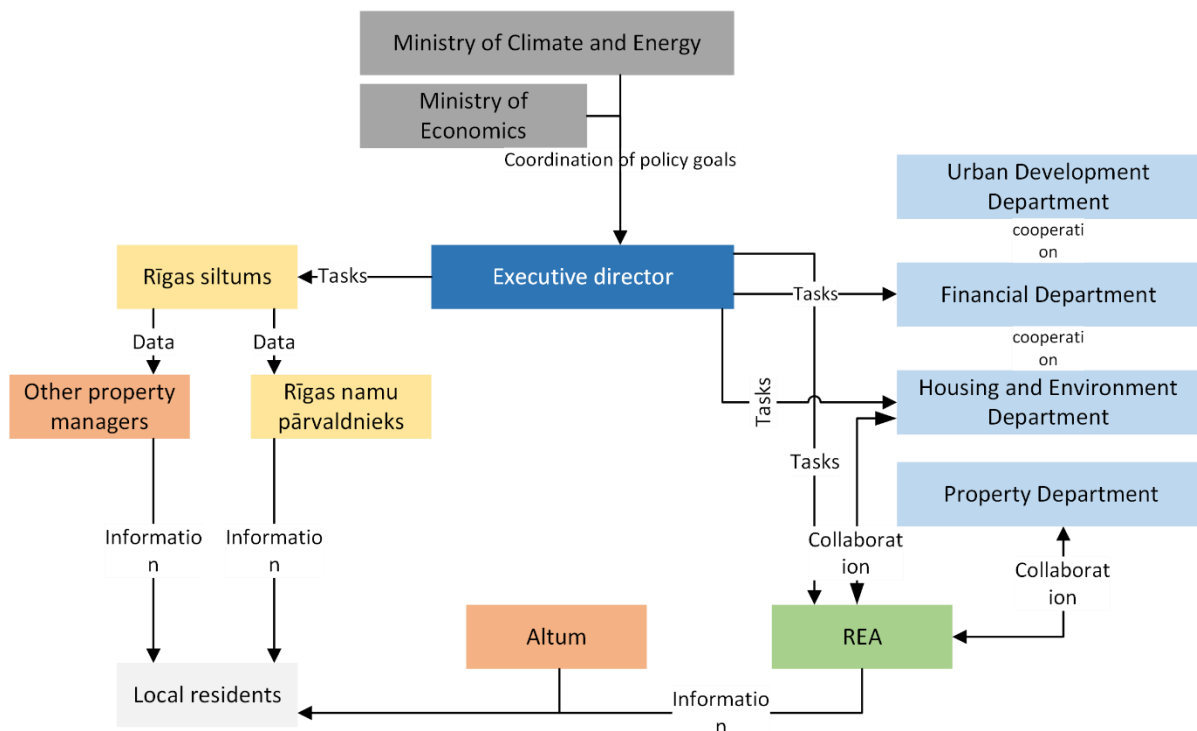 Ministry of Climate and Energy
Ministry of
Economics
Coordination of policy goals
Urban Development
Department
cooperati
on
Rīgas siltums
Tasks
Executive director
Tasks
Financial Department
cooperati
on
Data
Data
Other property
managers
Rīgas namu
pārvaldnieks
Tasks
Housing and Environment
Department
Tasks
Property Department
Informatio
n
Informatio
n
Collaborat
ion
Collaborat
ion
Altum
REA
Local residents
Informatio
n